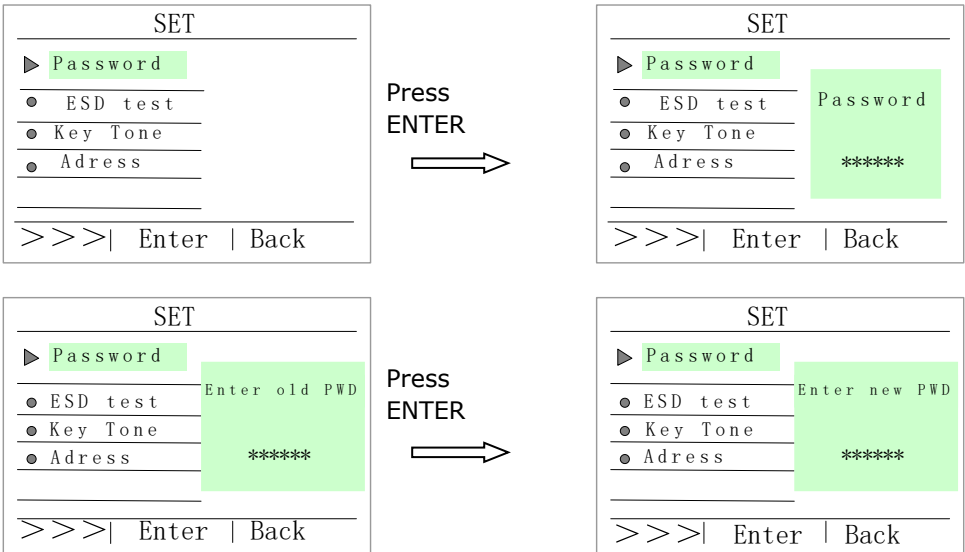 SET
Password
ESD test
Key Tone
Adress
>>>| Enter | Back
Press
ENTER
SET
Password
ESD test
Key Tone
Adress
Password
******
>>>| Enter | Back
SET
Password
ESD test
Key Tone
Adress
Enter old PWD
******
>>>| Enter | Back
Press
ENTER
SET
Password
ESD test
Key Tone
Adress
Enter new PWD
******
>>>| Enter | Back